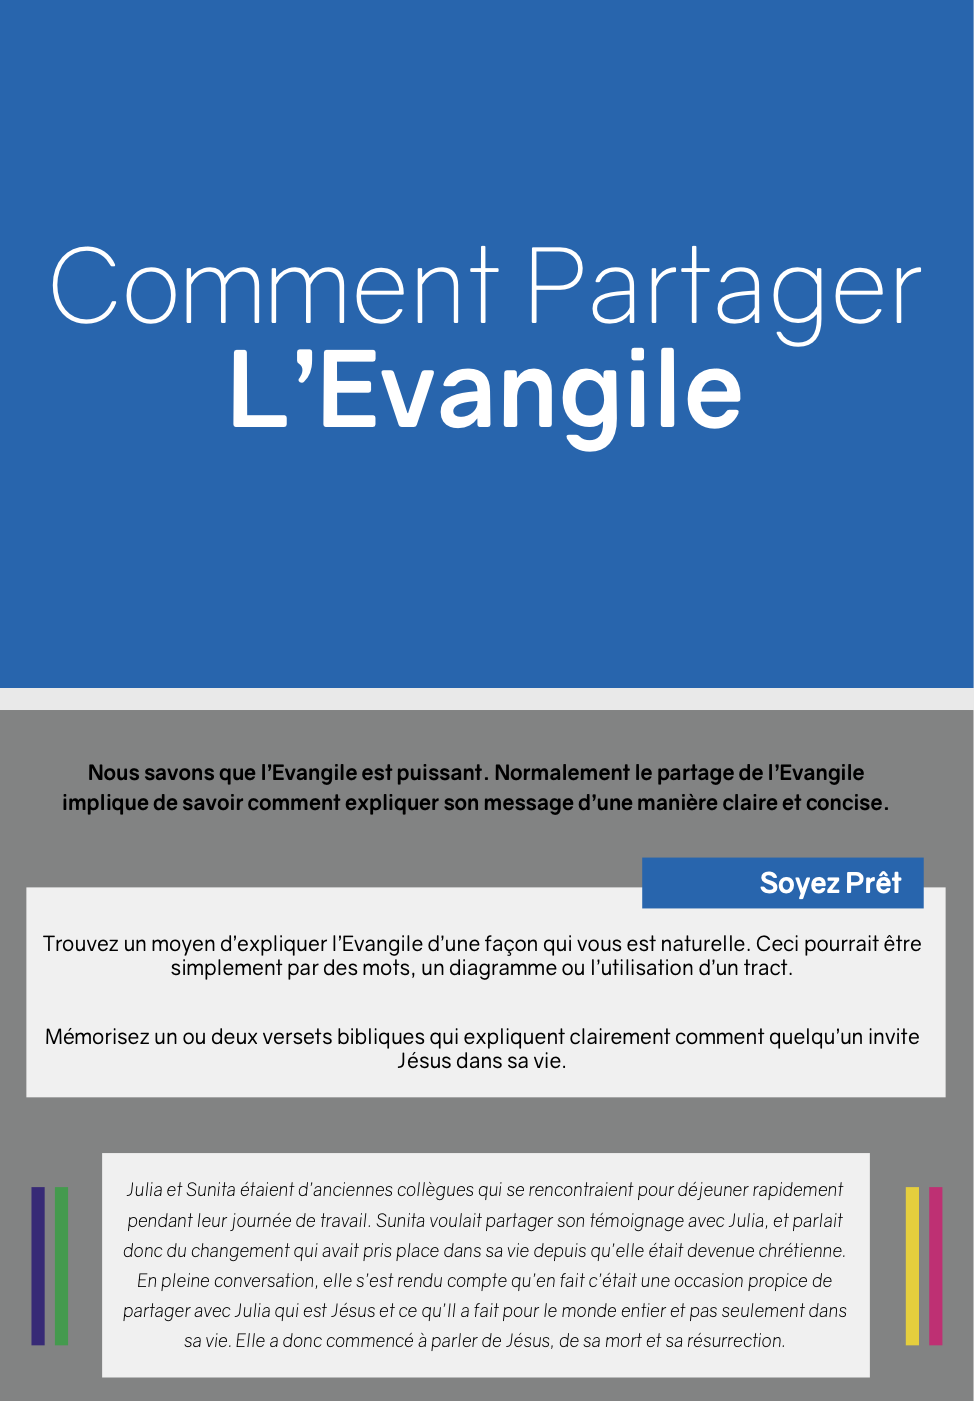 Comment Partager
L’Evangile
Nous savons que l’Evangile est puissant. Normalement le partage de l’Evangile
implique de savoir comment expliquer son message d’une manière claire et concise.
Soyez Prêt
Trouvez un moyen d’expliquer l’Evangile d’une façon qui vous est naturelle. Ceci pourrait être
simplement par des mots, un diagramme ou l’utilisation d’un tract.
Mémorisez un ou deux versets bibliques qui expliquent clairement comment quelqu’un invite
Jésus dans sa vie.
Julia et Sunita étaient d’anciennes collègues qui se rencontraient pour déjeuner rapidement
pendant leur journée de travail. Sunita voulait partager son témoignage avec Julia, et parlait
donc du changement qui avait pris place dans sa vie depuis qu’elle était devenue chrétienne.
En pleine conversation, elle s’est rendu compte qu’en fait c’était une occasion propice de
partager avec Julia qui est Jésus et ce qu’Il a fait pour le monde entier et pas seulement dans
sa vie. Elle a donc commencé à parler de Jésus, de sa mort et sa résurrection.